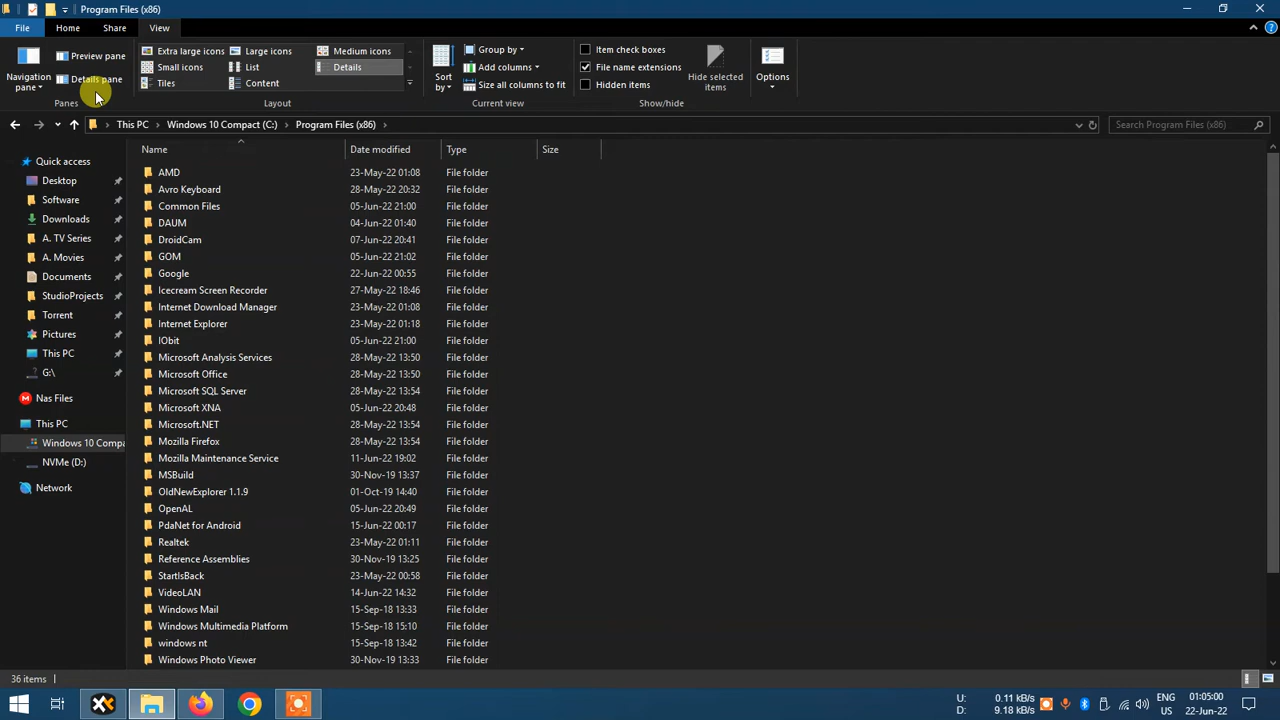 Program Files (x86)
File Home Share View
Navigation pane
Preview pane
Details pane
Panes
Extra large icons Large icons Medium icons
Small icons List Details
Tiles Content
Layout
Sort by
Group by
Add columns
Size all columns to fit
Current view
Item check boxes
File name extensions
Hidden items
Hide selected items
Show/hide
Options
This PC Windows 10 Compact (C:) Program Files (x86)
Search Program Files (x86)
Quick access
Desktop
Software
Downloads
A. TV Series
A. Movies
Documents
StudioProjects
Torrent
Pictures
This PC
G:\
Nas Files
This PC
Windows 10 Compa
NVMe (D:)
Network
Name Date modified Type Size
AMD 23-May-22 01:08 File folder
Avro Keyboard 28-May-22 20:32 File folder
Common Files 05-Jun-22 21:00 File folder
DAUM 04-Jun-22 01:40 File folder
DroidCam 07-Jun-22 20:41 File folder
GOM 05-Jun-22 21:02 File folder
Google 22-Jun-22 00:55 File folder
Icecream Screen Recorder 27-May-22 18:46 File folder
Internet Download Manager 23-May-22 01:08 File folder
Internet Explorer 23-May-22 01:18 File folder
IObit 05-Jun-22 21:00 File folder
Microsoft Analysis Services 28-May-22 13:50 File folder
Microsoft Office 28-May-22 13:50 File folder
Microsoft SQL Server 28-May-22 13:54 File folder
Microsoft XNA 05-Jun-22 20:48 File folder
Microsoft.NET 28-May-22 13:54 File folder
Mozilla Firefox 28-May-22 13:54 File folder
Mozilla Maintenance Service 11-Jun-22 19:02 File folder
MSBuild 30-Nov-19 13:37 File folder
OldNewExplorer 1.1.9 01-Oct-19 14:40 File folder
OpenAL 05-Jun-22 20:49 File folder
PdaNet for Android 15-Jun-22 00:17 File folder
Realtek 23-May-22 01:08 File folder
Reference Assemblies 30-Nov-19 13:25 File folder
StartIsBack 23-May-22 00:58 File folder
VideoLAN 14-Jun-22 14:32 File folder
Windows Mail 15-Sep-18 13:33 File folder
Windows Multimedia Platform 15-Sep-18 15:10 File folder
windows nt 15-Sep-18 13:42 File folder
Windows Photo Viewer 30-Nov-19 13:33 File folder
36 items
U: 0.11 kB/s
D: 9.18 kB/s
ENG
US
01:05:00
22-Jun-22